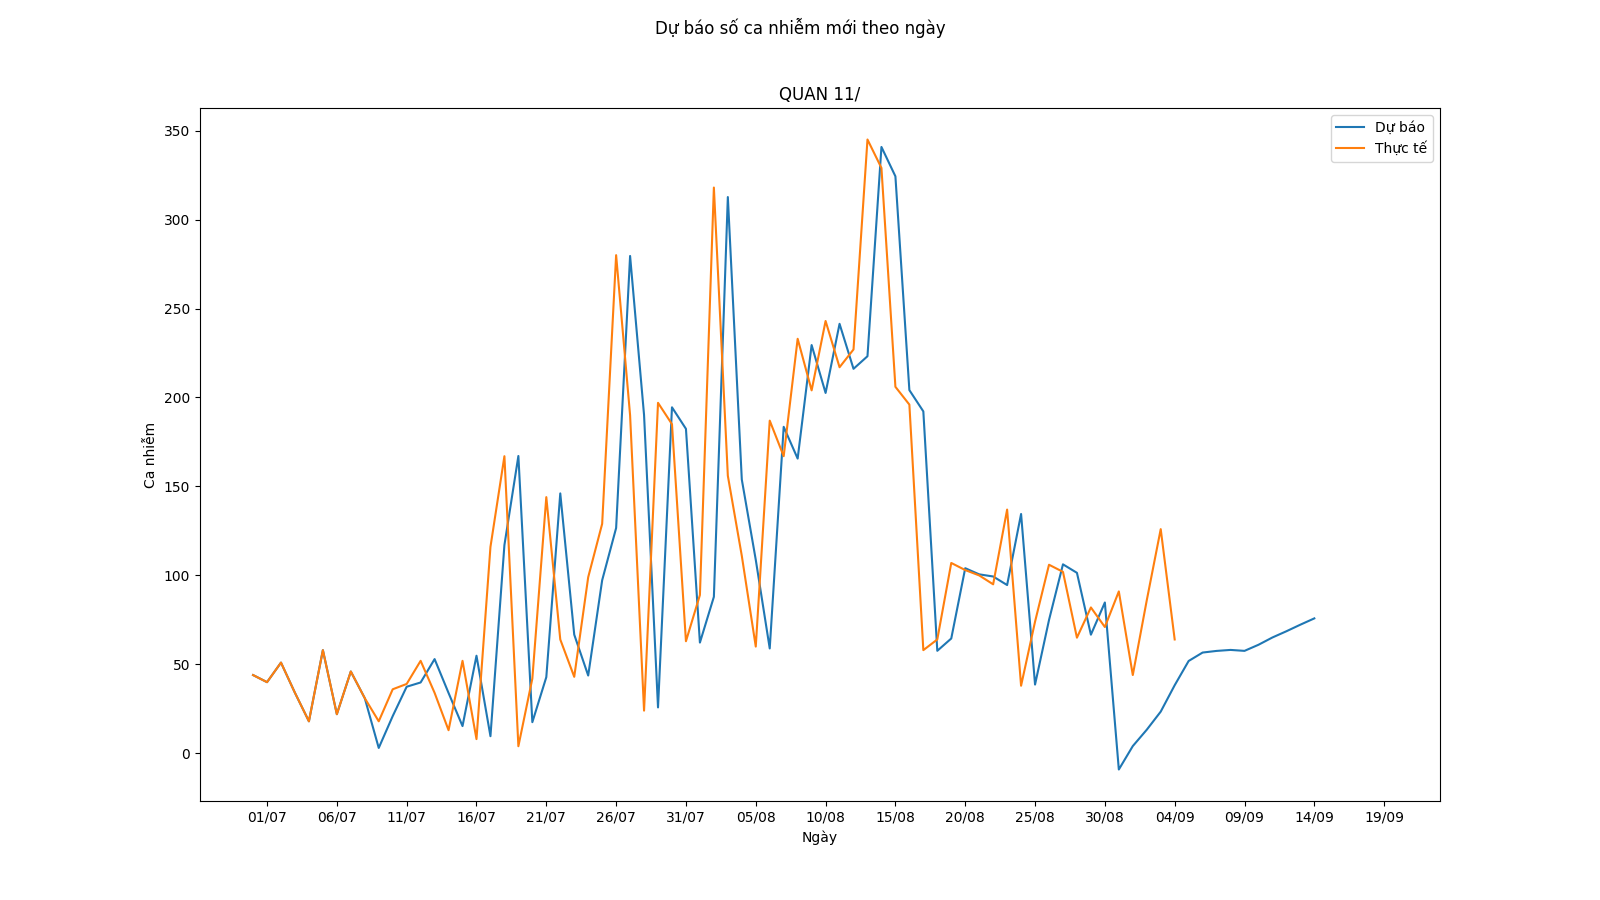 Dự báo số ca nhiễm mới theo ngày
QUAN 11/
Dự báo
Thực tế
Ca nhiễm
350
300
250
200
150
100
50
0
01/07 06/07 11/07 16/07 21/07 26/07 31/07 05/08 10/08 15/08 20/08 25/08 30/08 04/09 09/09 14/09 19/09
Ngày